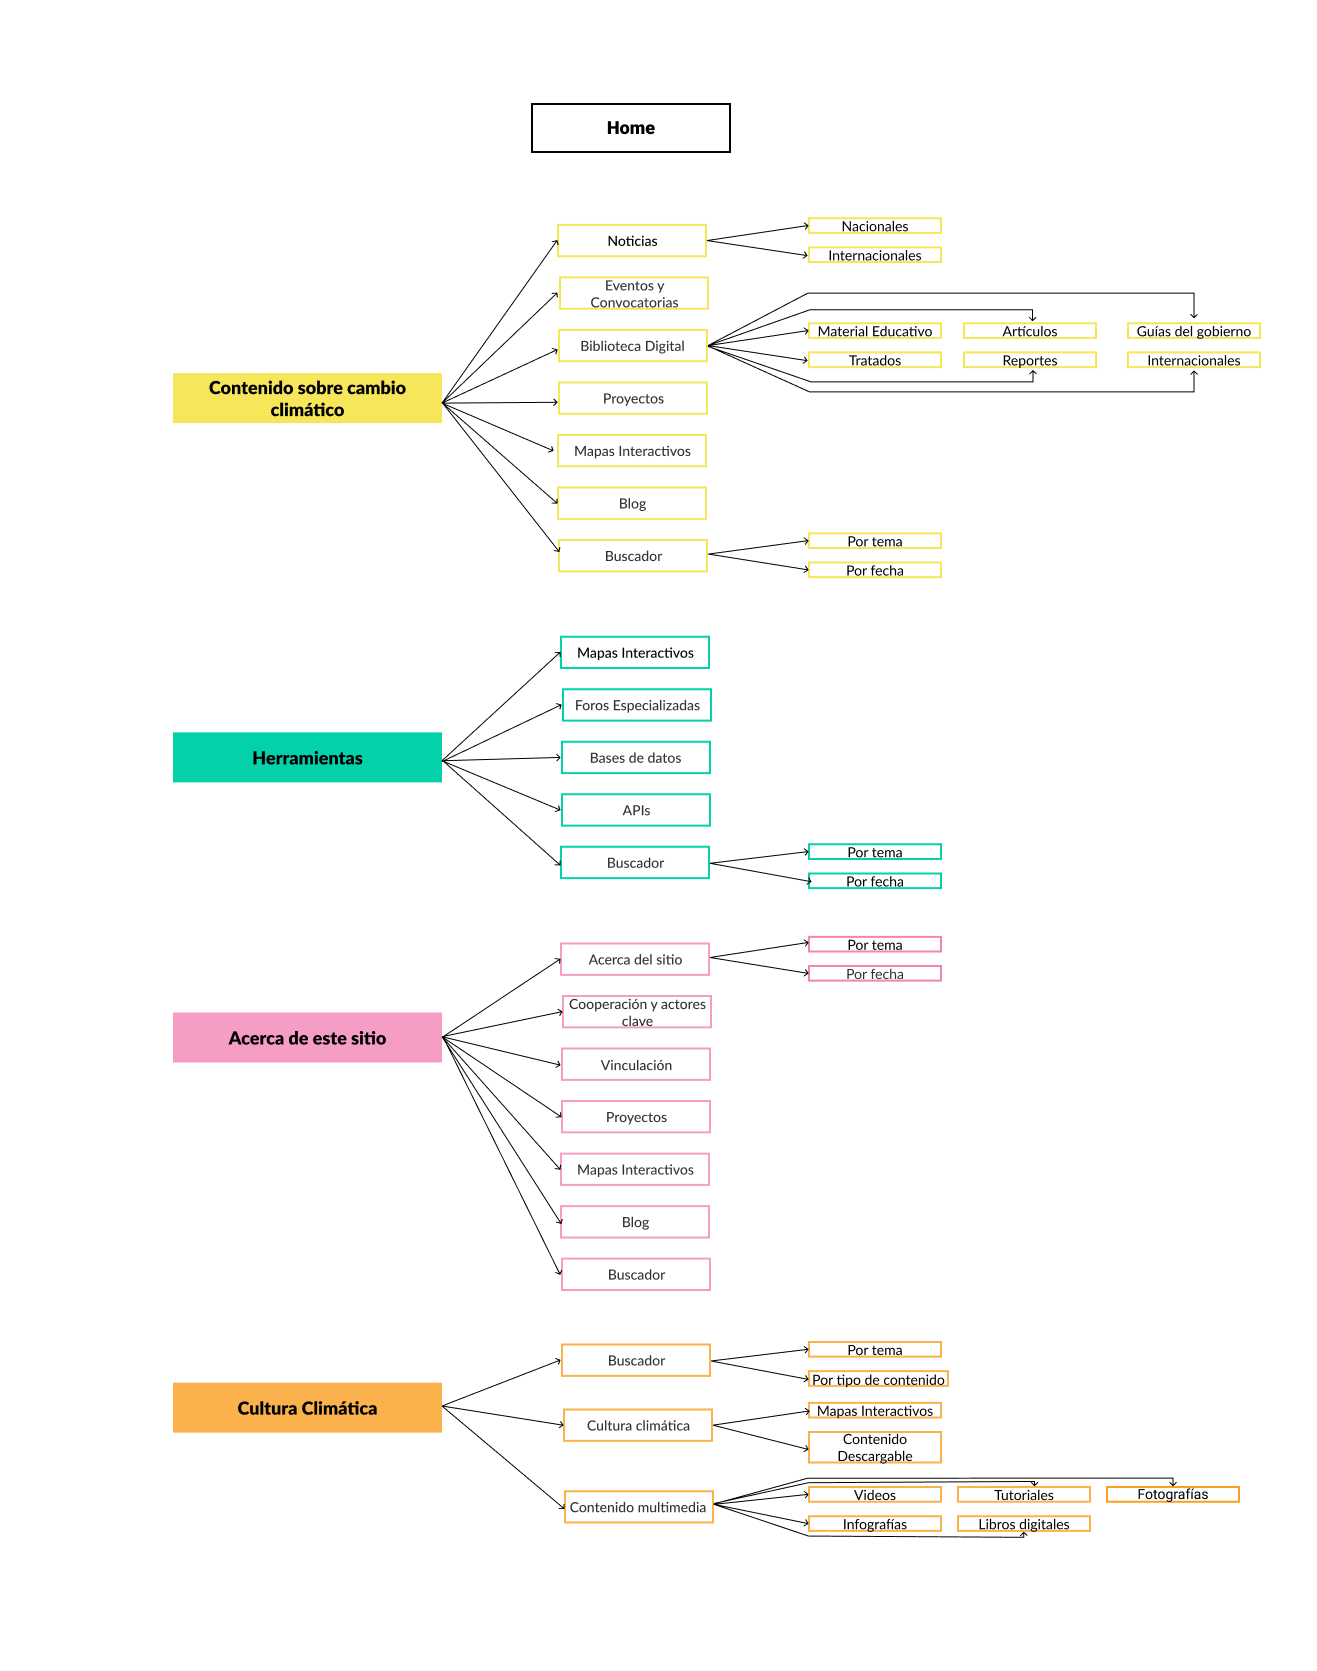 Home
Contenido sobre cambio
climático
Noticias
Nacionales
Internacionales
Eventos y
Convocatorias
Biblioteca Digital
Material Educativo
Artículos
Guías del gobierno
Tratados
Reportes
Internacionales
Proyectos
Mapas Interactivos
Blog
Buscador
Por tema
Por fecha
Herramientas
Mapas Interactivos
Foros Especializadas
Bases de datos
APIs
Buscador
Por tema
Por fecha
Acerca de este sitio
Acerca del sitio
Por tema
Por fecha
Cooperación y actores
clave
Vinculación
Proyectos
Mapas Interactivos
Blog
Buscador
Cultura Climática
Buscador
Por tema
Por tipo de contenido
Cultura climática
Mapas Interactivos
Contenido
Descargable
Contenido multimedia
Videos
Tutoriales
Fotografías
Infografías
Libros digitales